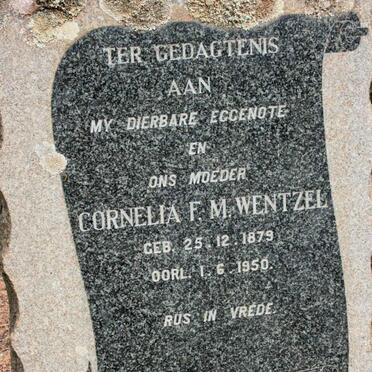 TER GEDAGTENIS
AAN
MY DIERBARE EGGENOTE
EN
ONS MOEDER
CORNELIA F. M. WENTZEL
GEB. 25. 12. 1879
OORL. 1. 6. 1950.
RUS IN VREDE.